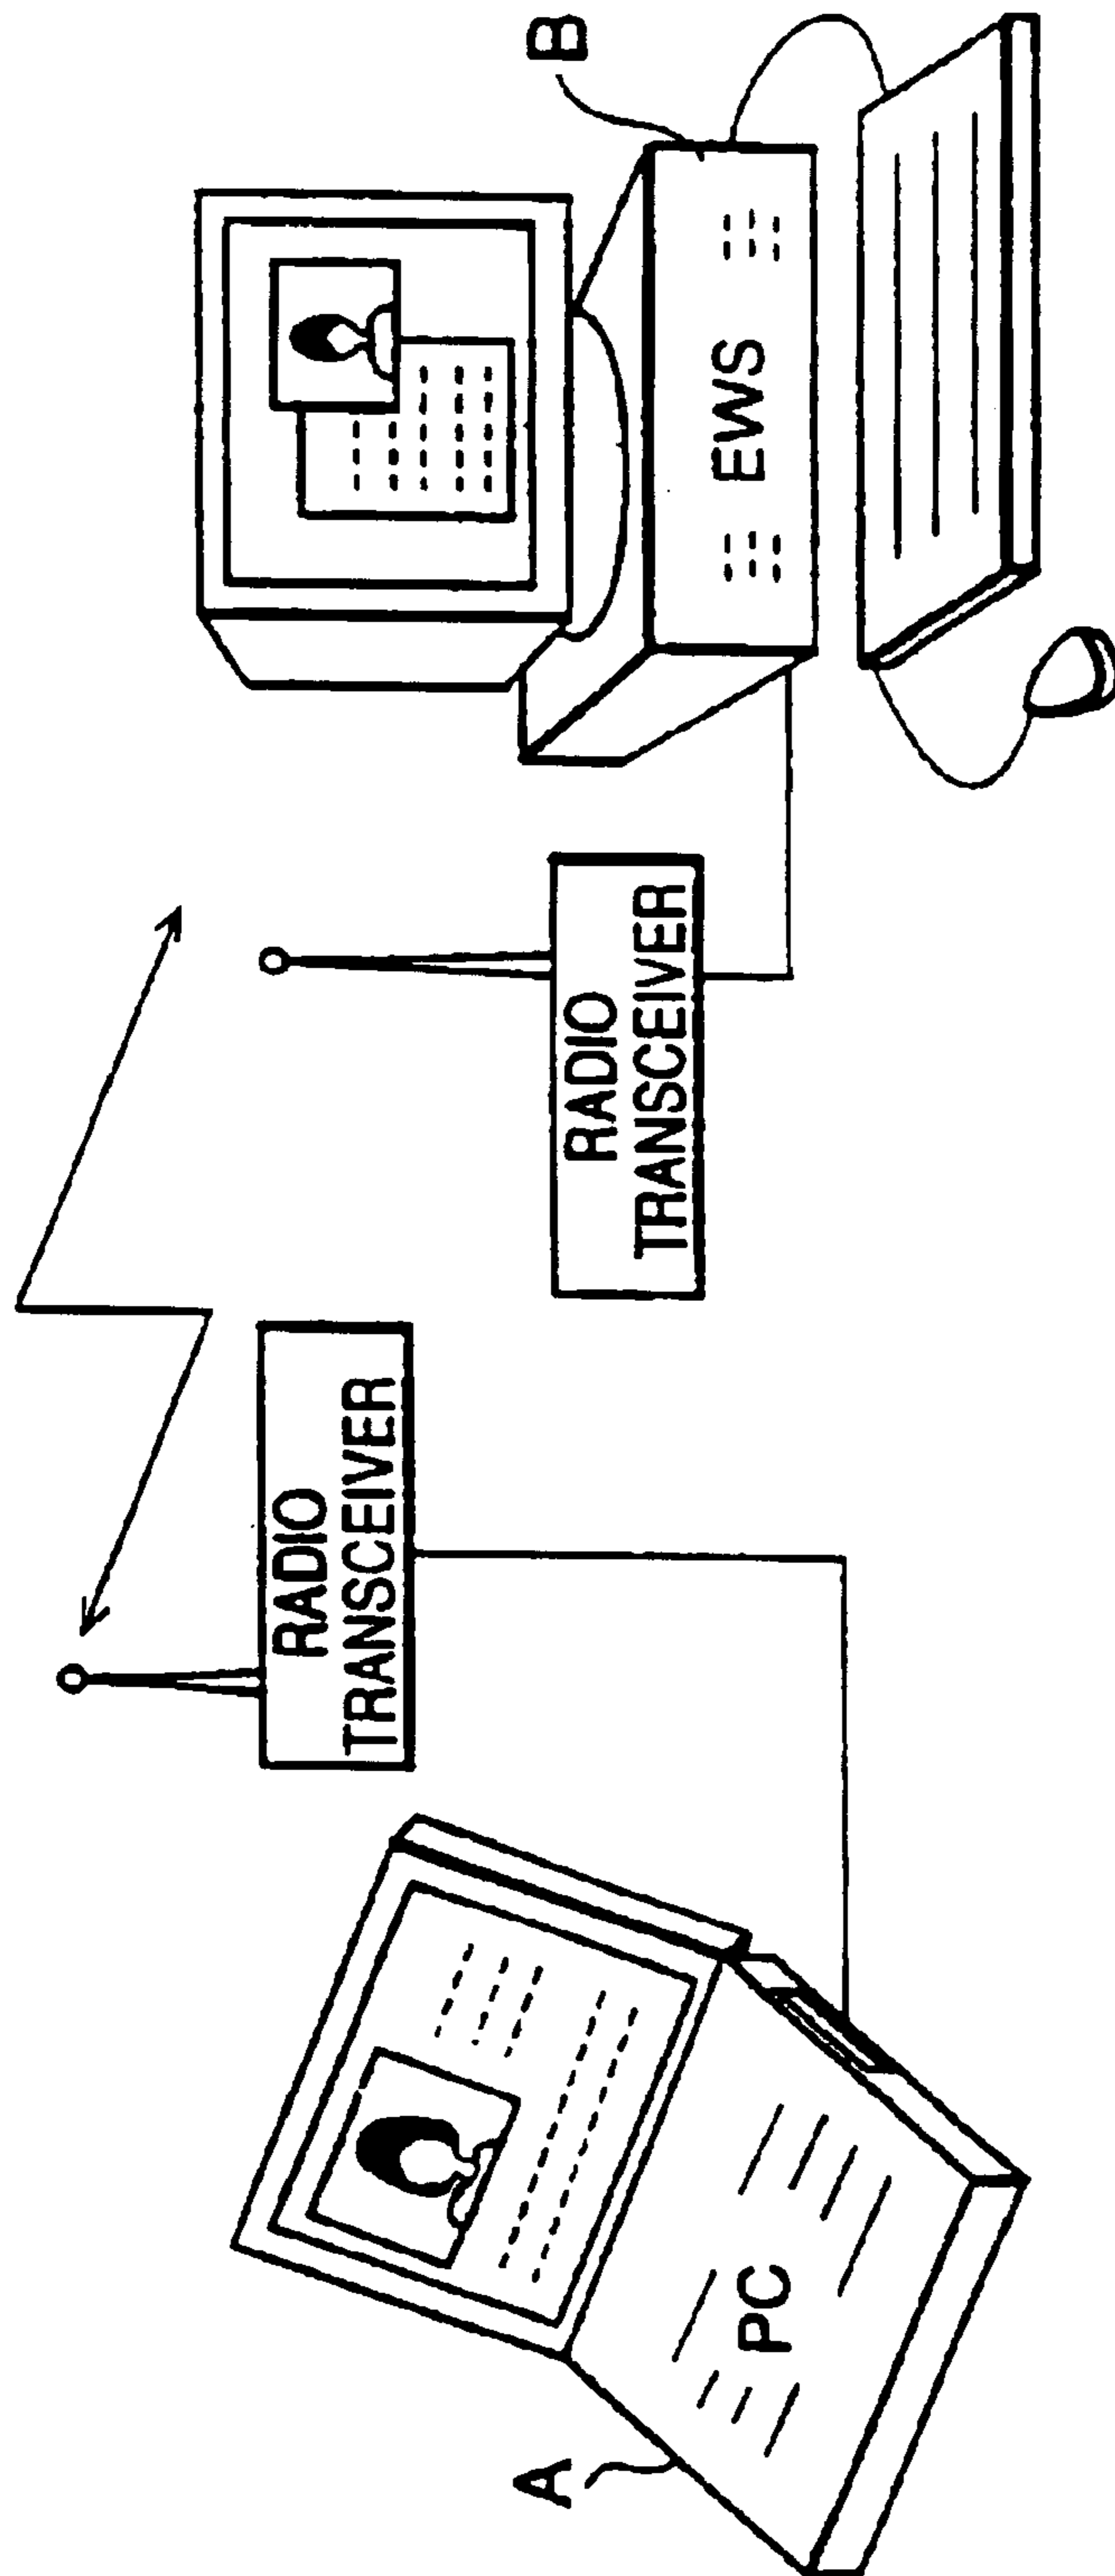 A
PC
RADIO
TRANSCEIVER
RADIO
TRANSCEIVER
EWS
B